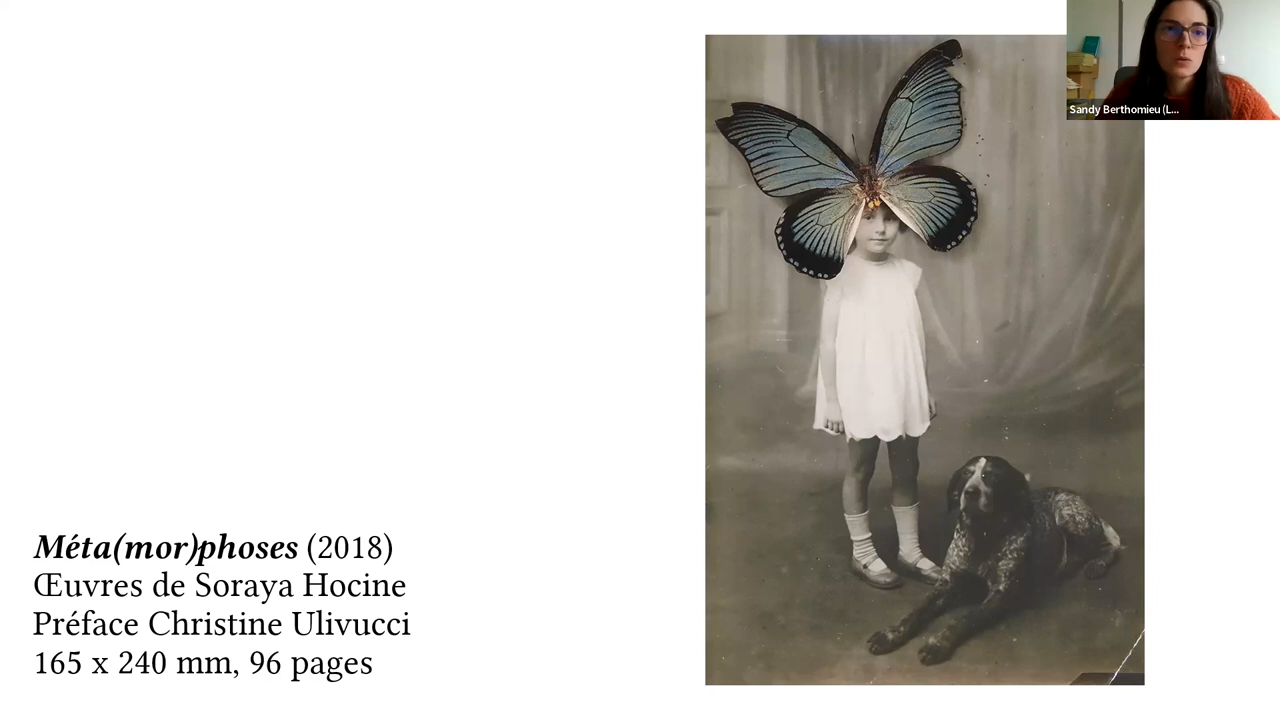 Sandy Berthomieu (L...
Méta(mor)phoses (2018)
Œuvres de Soraya Hocine
Préface Christine Ulivucci
165 x 240 mm, 96 pages